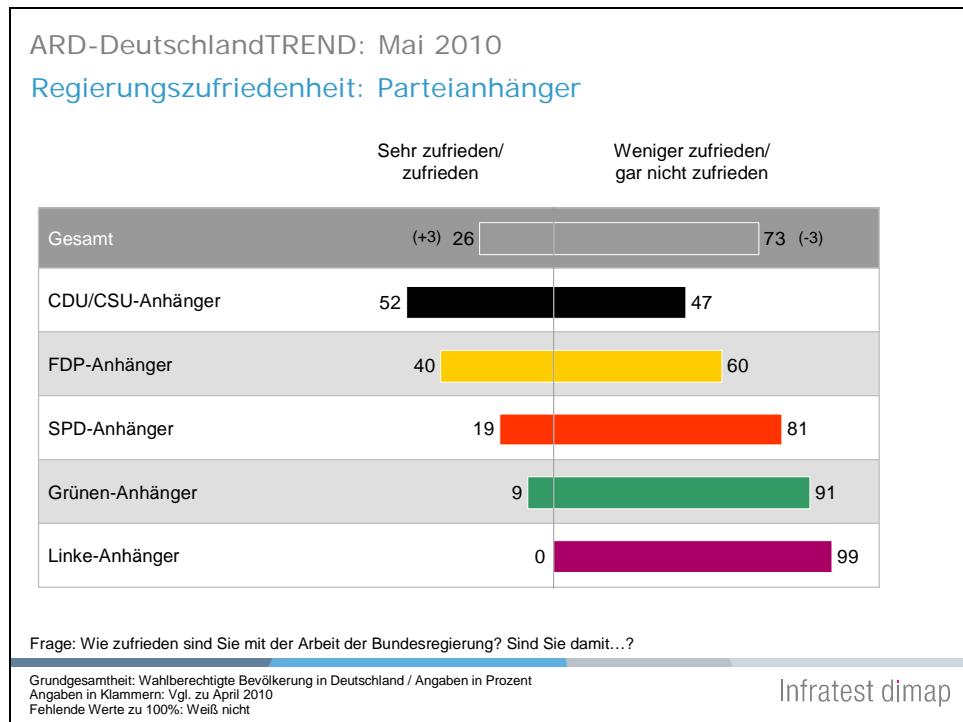 ARD-DeutschlandTREND: Mai 2010
Regierungszufriedenheit: Parteianhänger
Sehr zufrieden/
zufrieden
Weniger zufrieden/
gar nicht zufrieden
Gesamt (+3) 26 73 (-3)
CDU/CSU-Anhänger 52 47
FDP-Anhänger 40 60
SPD-Anhänger 19 81
Grünen-Anhänger 9 91
Linke-Anhänger 0 99
Frage: Wie zufrieden sind Sie mit der Arbeit der Bundesregierung? Sind Sie damit…?
Grundgesamtheit: Wahlberechtigte Bevölkerung in Deutschland / Angaben in Prozent
Angaben in Klammern: Vgl. zu April 2010
Fehlende Werte zu 100%: Weiß nicht
Infratest dimap